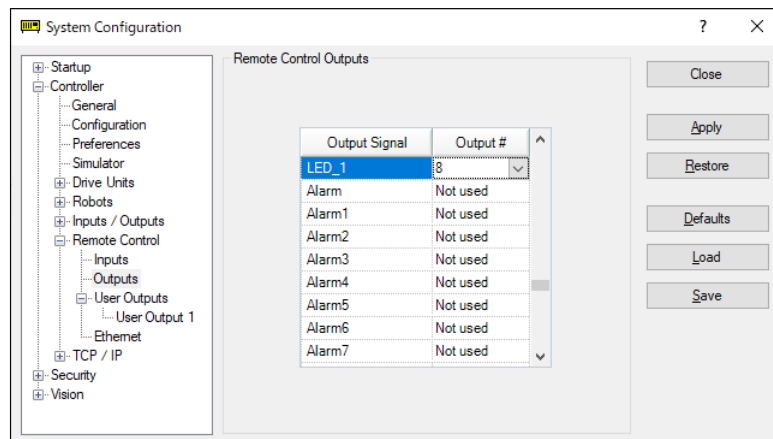 System Configuration
?
Startup
Controller
General
Configuration
Preferences
Simulator
Drive Units
Robots
Inputs / Outputs
Remote Control
Inputs
Outputs
User Outputs
User Output 1
Ethernet
TCP / IP
Security
Vision
Remote Control Outputs
Output Signal Output #
LED_1 8
Alarm Not used
Alarm1 Not used
Alarm2 Not used
Alarm3 Not used
Alarm4 Not used
Alarm5 Not used
Alarm6 Not used
Alarm7 Not used
Close
Apply
Restore
Defaults
Load
Save